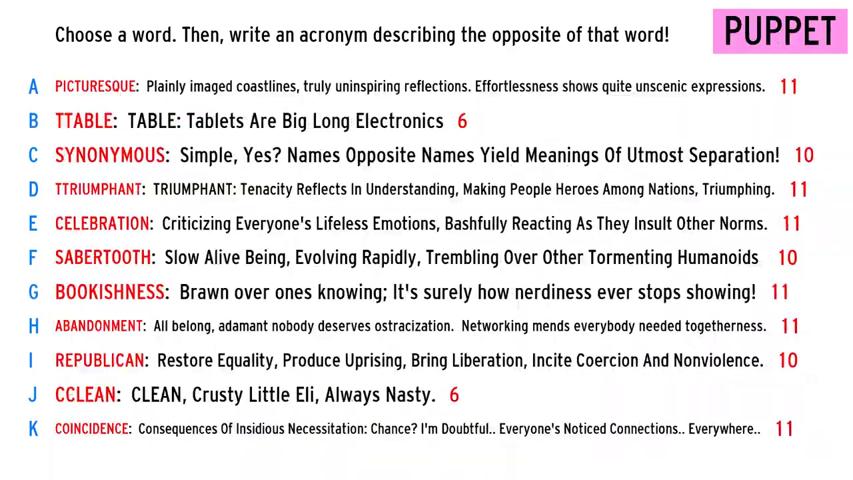 Choose a word. Then, write an acronym describing the opposite of that word! PUPPET
A PICTURESQUE: Plainly imaged coastlines, truly uninspiring reflections. Effortlessness shows quite unscenic expressions. 11
B TTABLE: TABLE: Tablets Are Big Long Electronics 6
C SYNONYMOUS: Simple, Yes? Names Opposite Names Yield Meanings Of Utmost Separation! 10
D TTRIUMPHANT: TRIUMPHANT: Tenacity Reflects In Understanding, Making People Heroes Among Nations, Triumphing. 11
E CELEBRATION: Criticizing Everyone's Lifeless Emotions, Bashfully Reacting As They Insult Other Norms. 11
F SABERTOOTH: Slow Alive Being, Evolving Rapidly, Trembling Over Other Tormenting Humanoids 10
G BOOKISHNESS: Brawn over ones knowing; It's surely how nerdiness ever stops showing! 11
H ABANDONMENT: All belong, adamant nobody deserves ostracization. Networking mends everybody needed togetherness. 11
I REPUBLICAN: Restore Equality, Produce Uprising, Bring Liberation, Incite Coercion And Nonviolence. 10
J CCLEAN: CLEAN, Crusty Little Eli, Always Nasty. 6
K COINCIDENCE: Consequences Of Insidious Necessitation: Chance? I'm Doubtful.. Everyone's Noticed Connections.. Everywhere.. 11